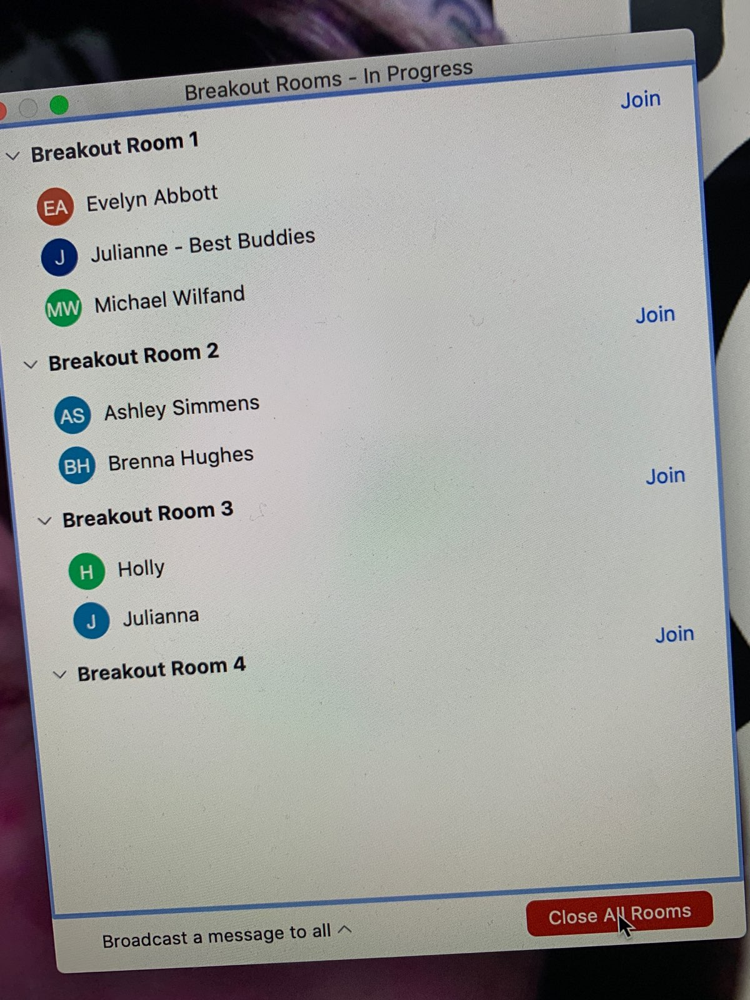 Breakout Rooms - In Progress
Breakout Room 1
Join
EA Evelyn Abbott
J Julianne - Best Buddies
MW Michael Wilfand
Breakout Room 2
Join
AS Ashley Simmens
BH Brenna Hughes
Breakout Room 3
Join
H Holly
J Julianna
Breakout Room 4
Join
Broadcast a message to all
Close All Rooms